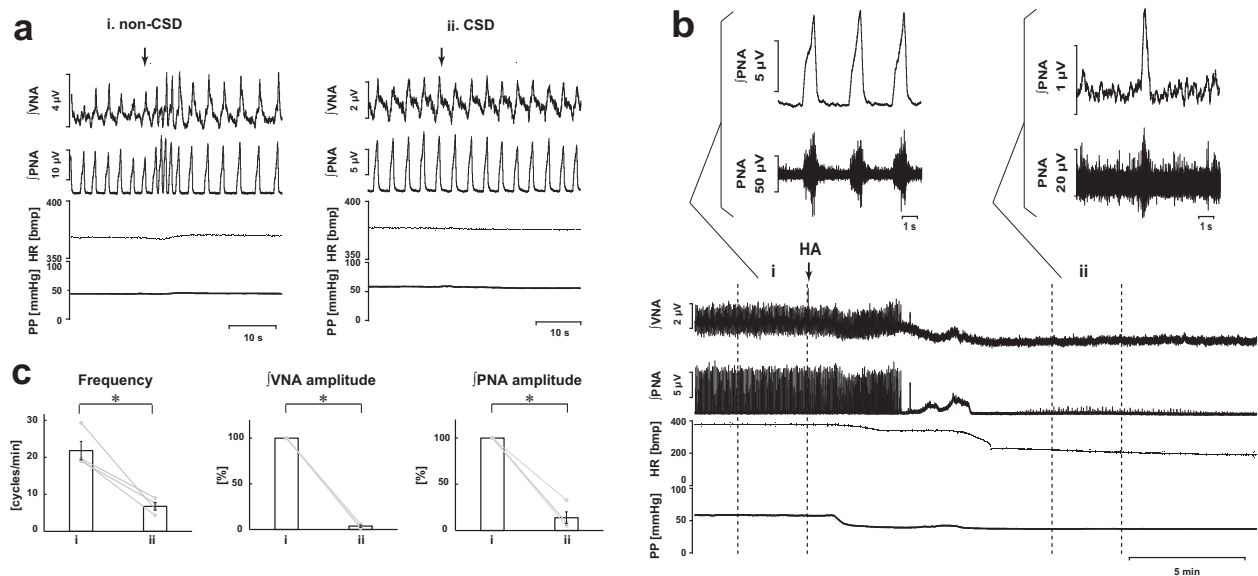 a
i. non-CSD
ii. CSD
∫VNA
4 μV
2 μV
∫PNA
10 μV
5 μV
HR [bmp]
400
350
PP [mmHg]
100
50
0
10 s
∫VNA
∫PNA
HR [bmp]
400
350
PP [mmHg]
100
50
0
10 s
b
∫PNA
5 μV
PNA
50 μV
1 s
∫PNA
1 μV
PNA
20 μV
1 s
HA
i
ii
∫VNA
2 μV
∫PNA
5 μV
HR [bmp]
400
200
0
PP [mmHg]
100
50
0
5 min
c
Frequency
*
[cycles/min]
30
20
10
0
i
ii
∫VNA amplitude
*
[%]
100
0
i
ii
∫PNA amplitude
*
[%]
100
0
i
ii